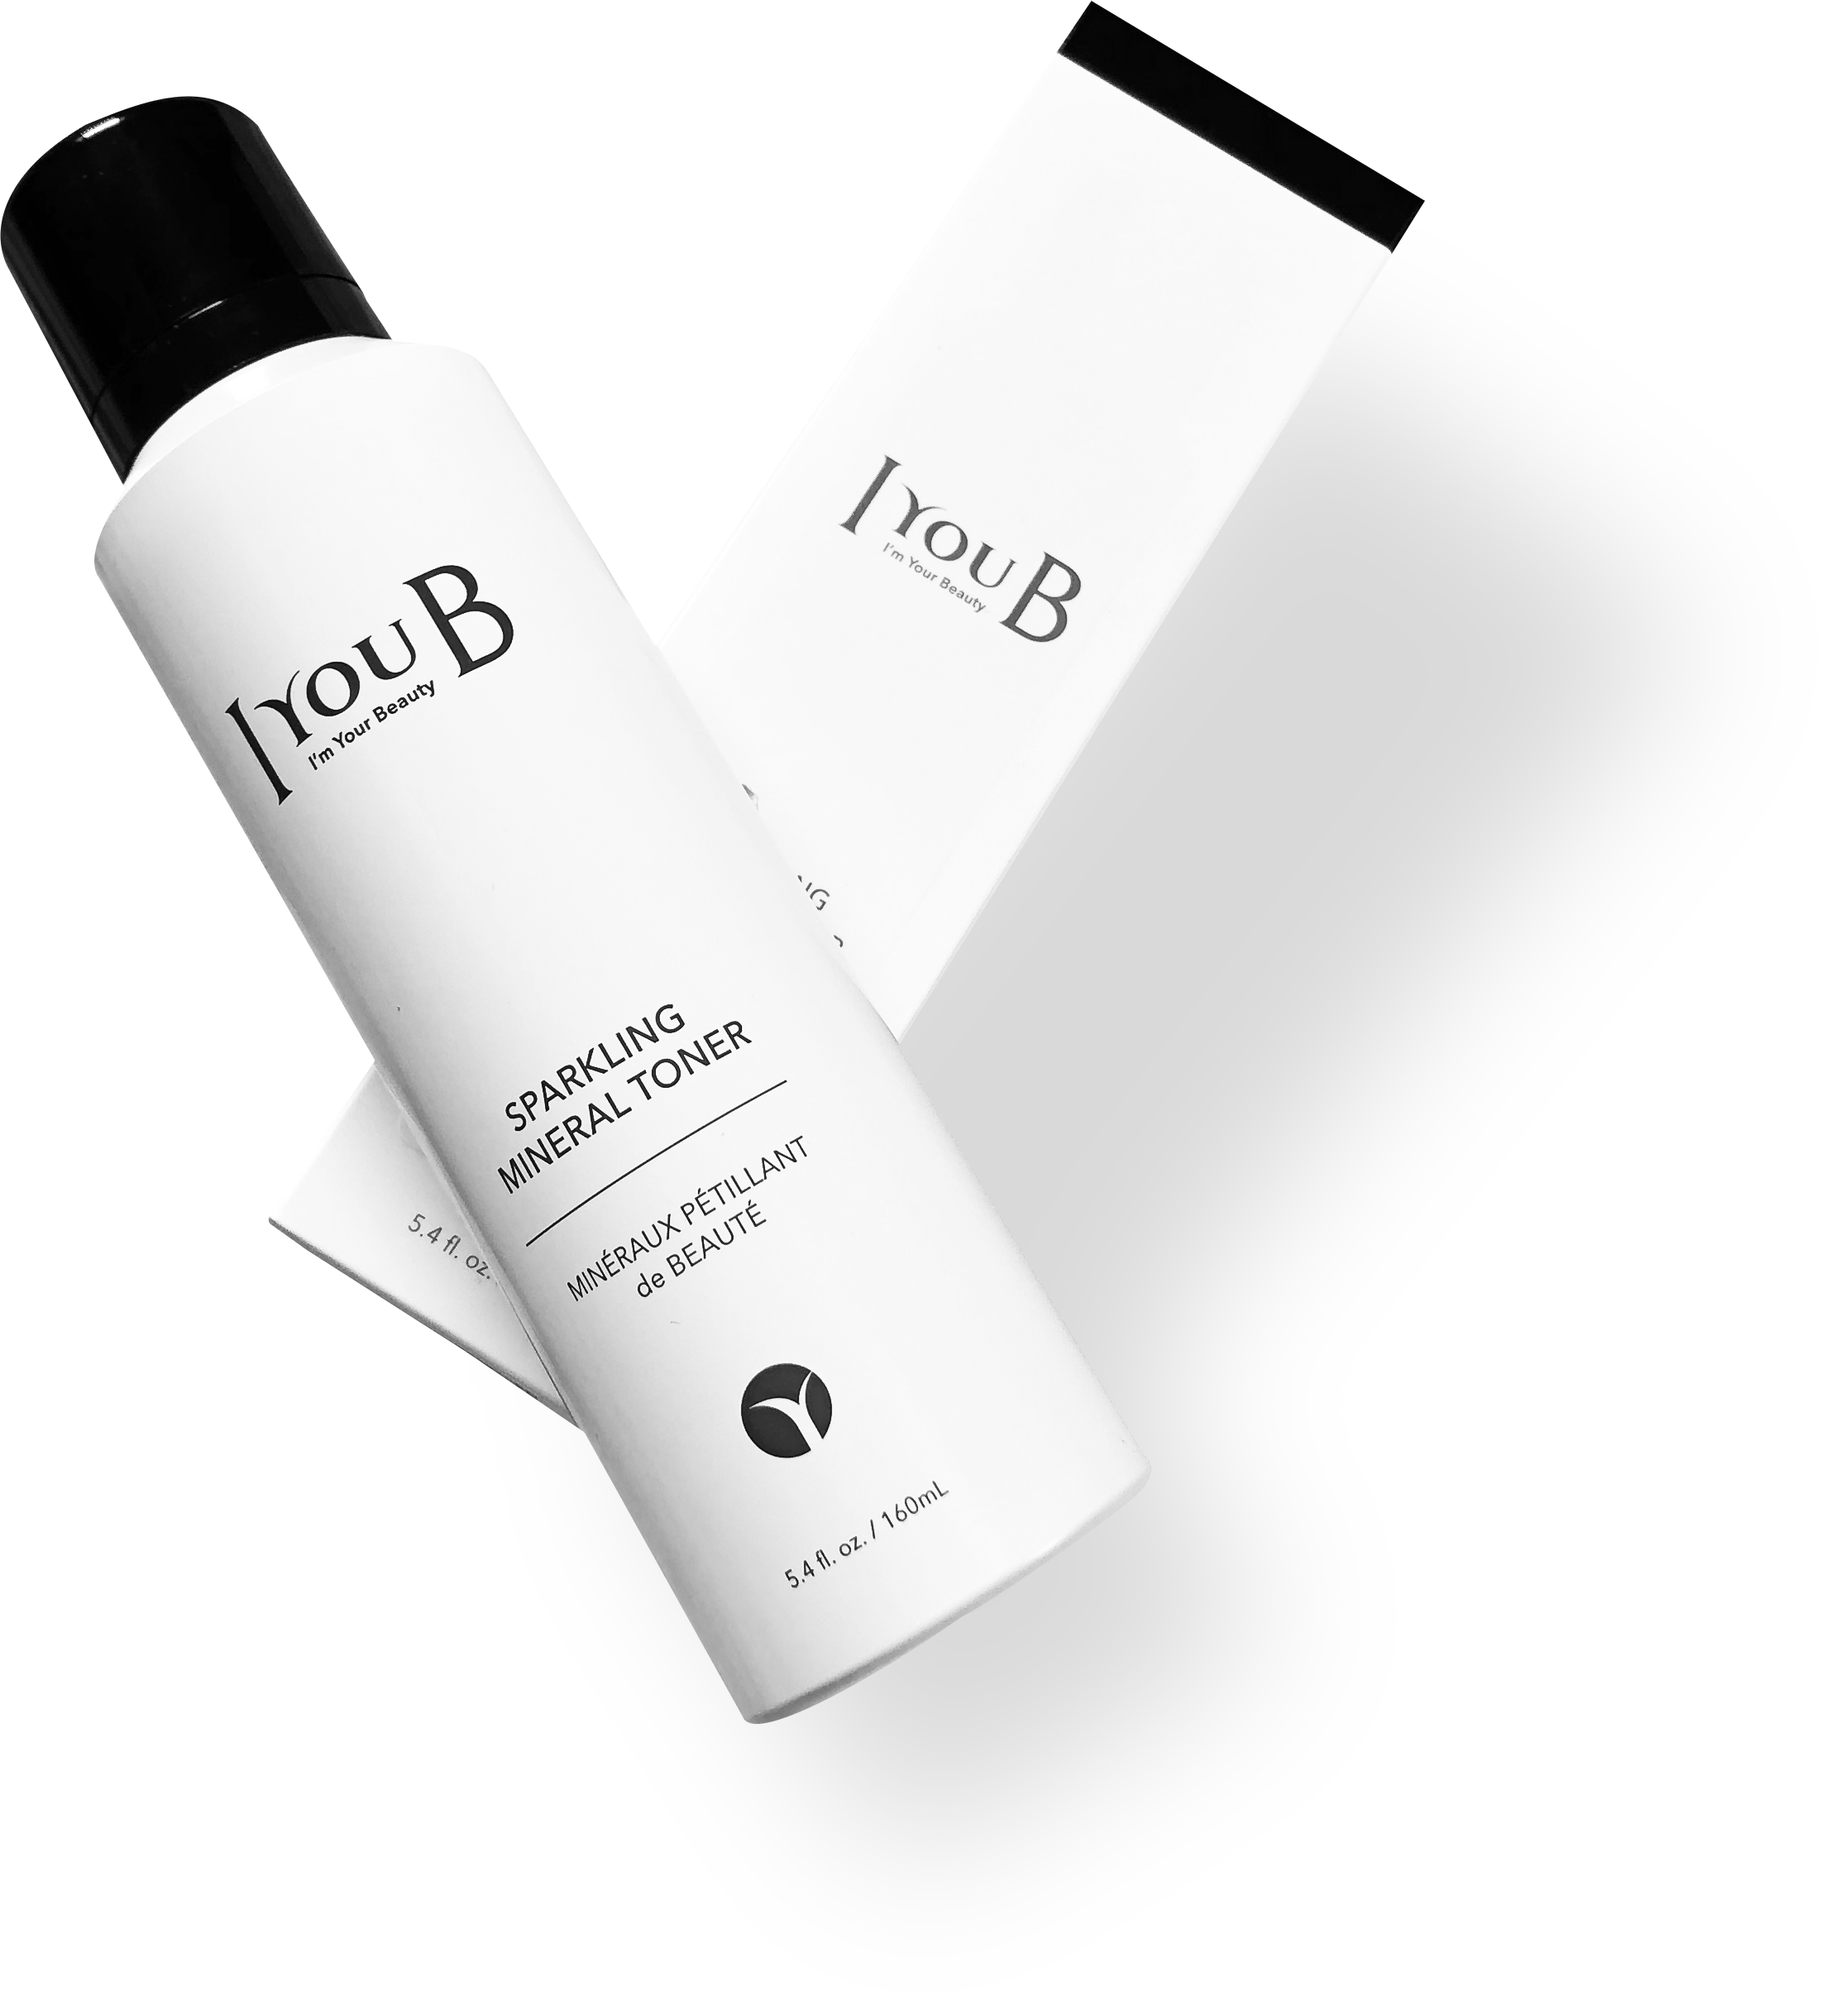 I YOU B
I'm Your Beauty
SPARKLING
MINERAL TONER
MINÉRAUX PÉTILLANT
de BEAUTÉ
5.4 fl. oz. / 160mL
I YOU B
I'm Your Beauty
5.4 fl. oz.